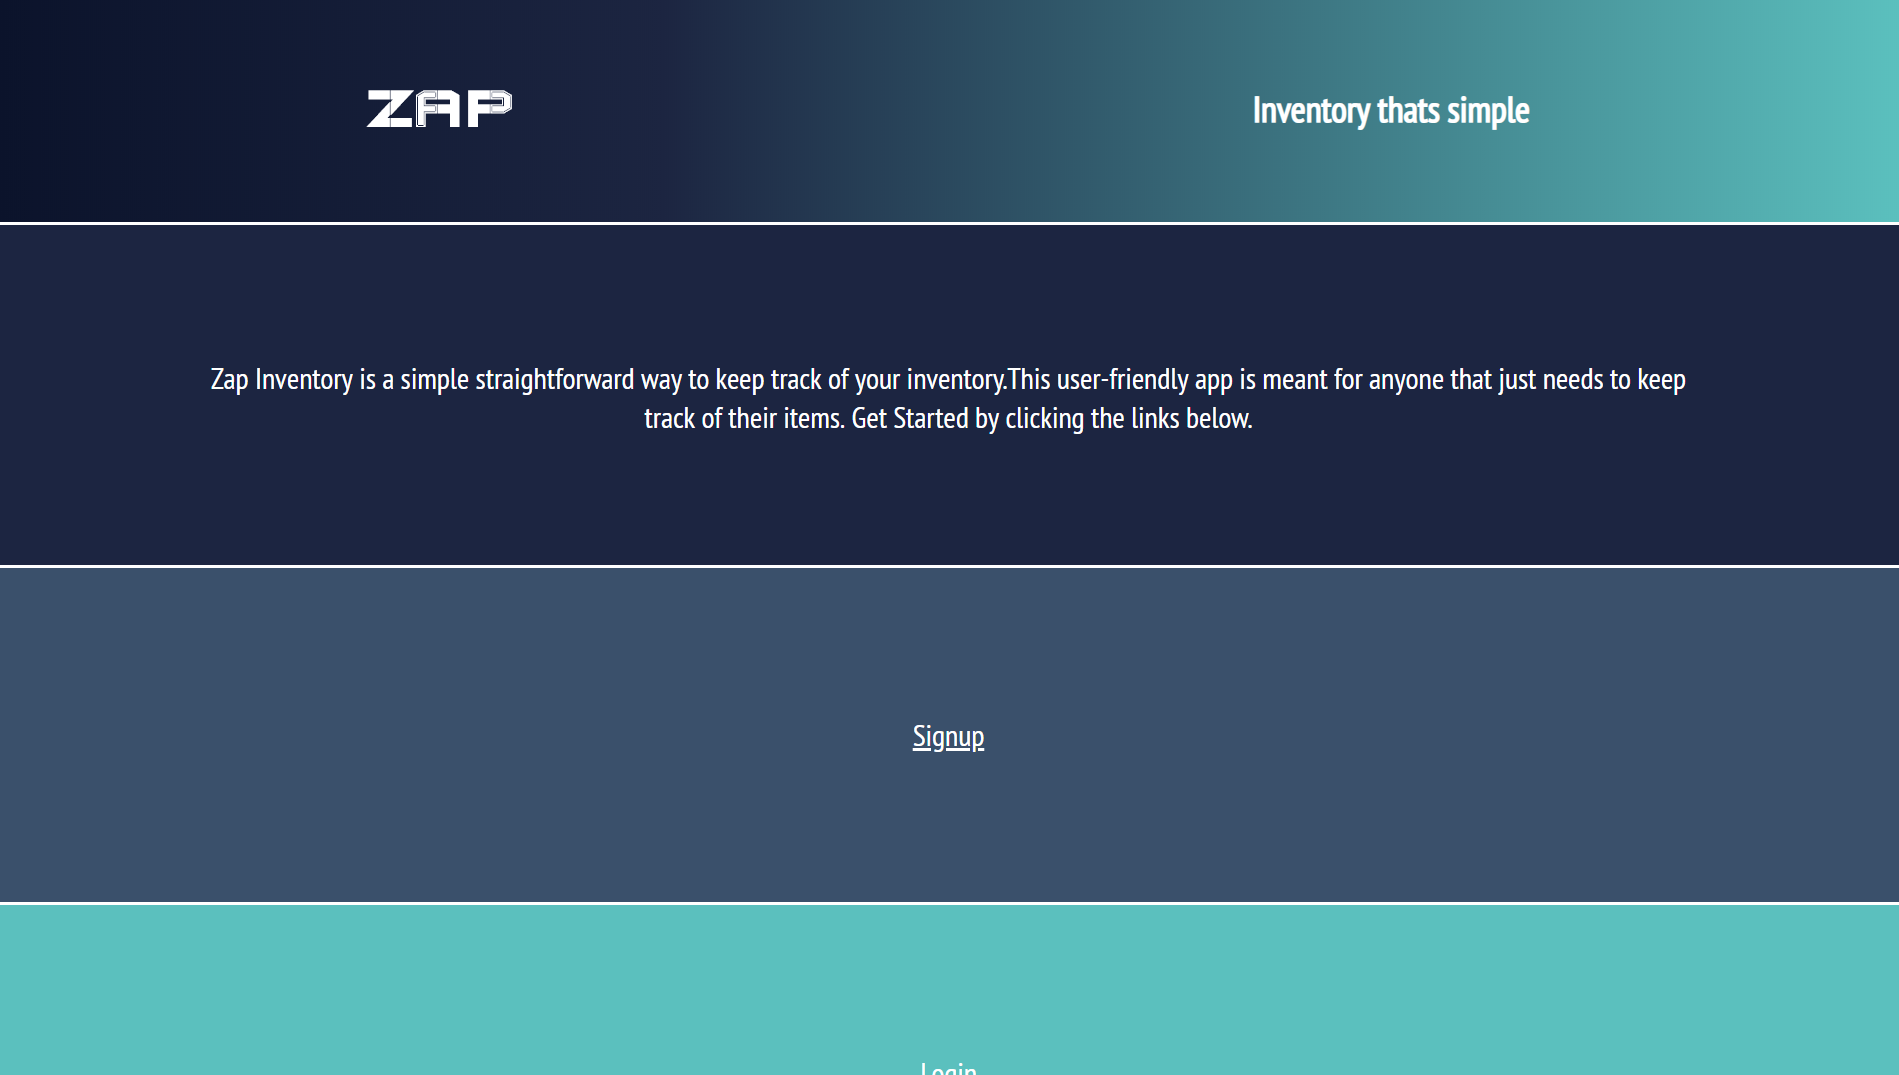 ZAP
Inventory thats simple
Zap Inventory is a simple straightforward way to keep track of your inventory.This user-friendly app is meant for anyone that just needs to keep
track of their items. Get Started by clicking the links below.
Signup
Login